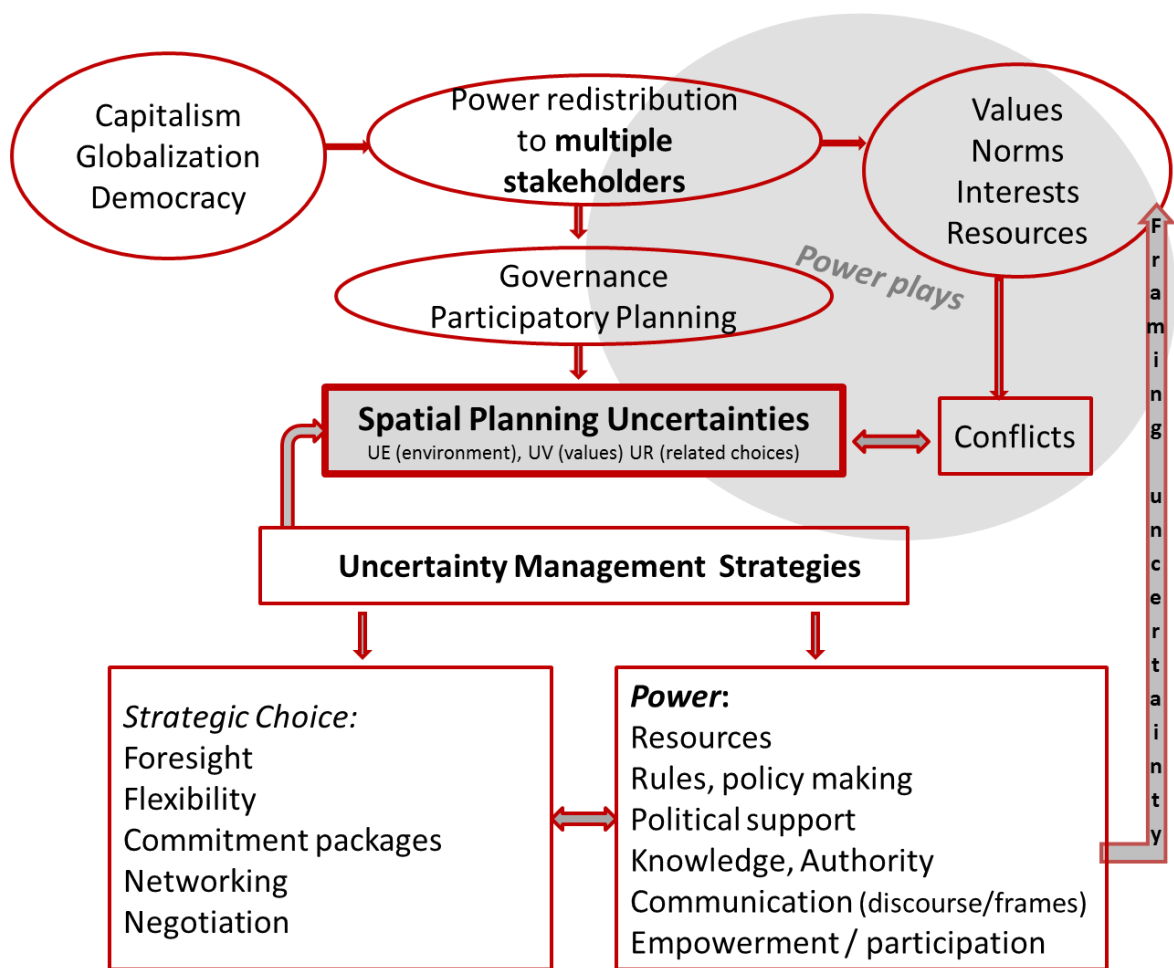 Capitalism
Globalization
Democracy
Power redistribution
to multiple
stakeholders
Values
Norms
Interests
Resources
Power plays
Governance
Participatory Planning
Spatial Planning Uncertainties
UE (environment), UV (values) UR (related choices)
Conflicts
Framing uncertainty
Uncertainty Management Strategies
Strategic Choice:
Foresight
Flexibility
Commitment packages
Networking
Negotiation
Power:
Resources
Rules, policy making
Political support
Knowledge, Authority
Communication (discourse/frames)
Empowerment / participation